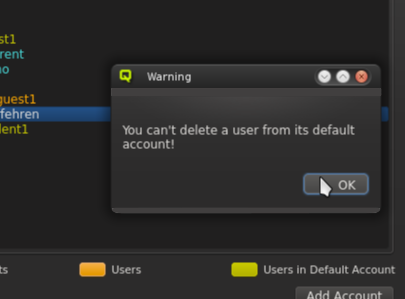 st1
rent
no
Warning
guest1
fehren
You can't delete a user from its default
account!
dent1
OK
ts
Users
Users in Default Account
Add Account